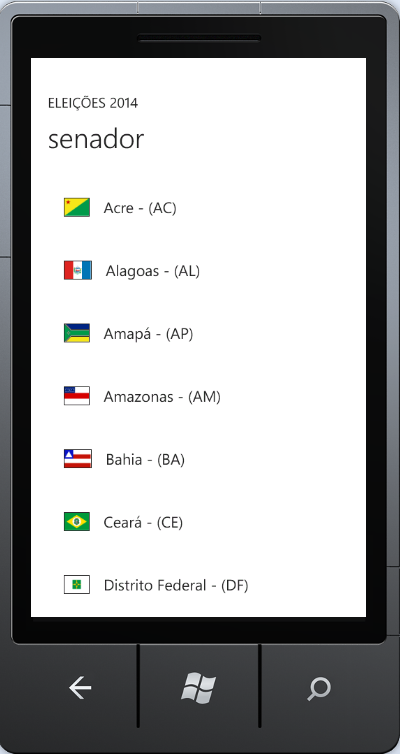 ELEIÇÕES 2014
senador
Acre - (AC)
Alagoas - (AL)
Amapá - (AP)
Amazonas - (AM)
Bahia - (BA)
Ceará - (CE)
Distrito Federal - (DF)